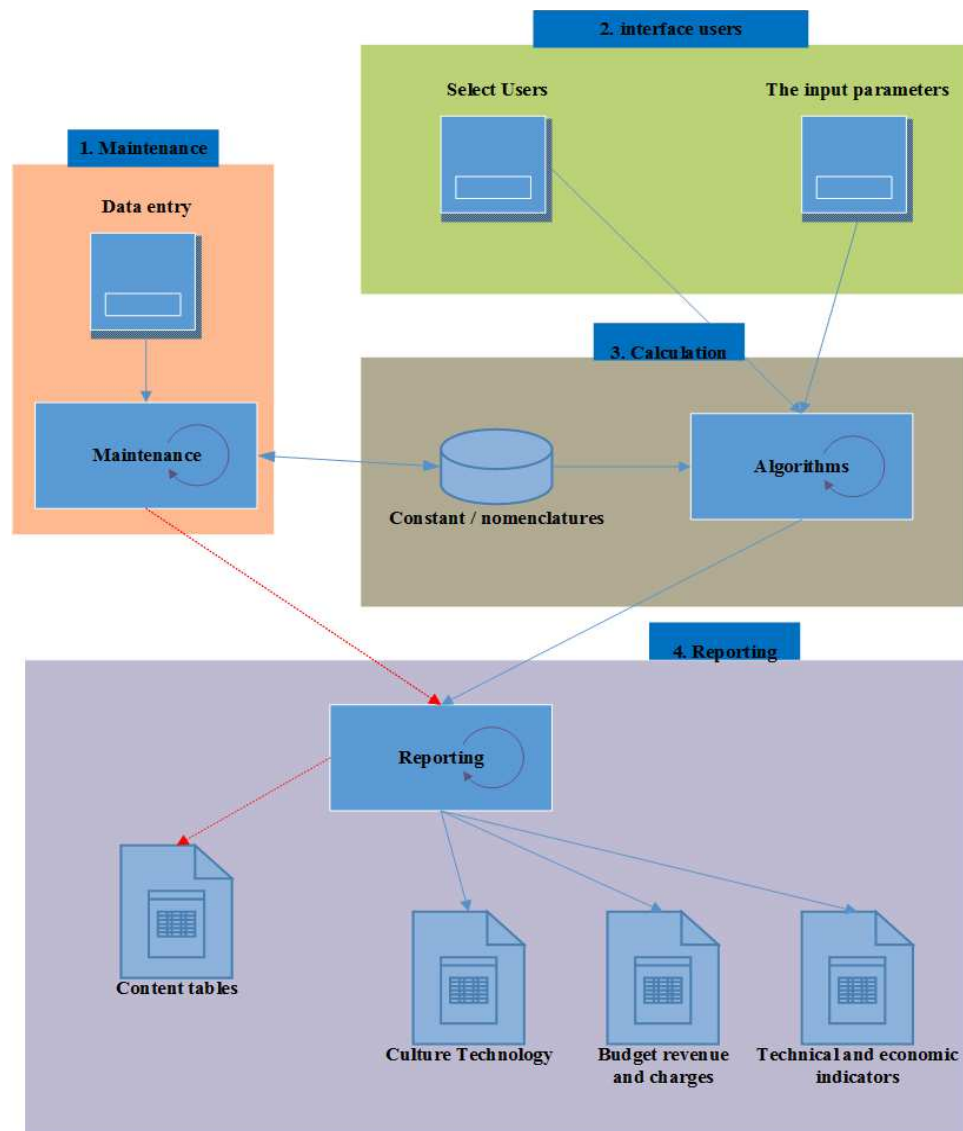 2. interface users
Select Users
The input parameters
1. Maintenance
Data entry
3. Calculation
Maintenance
Algorithms
Constant / nomenclatures
4. Reporting
Reporting
Content tables
Culture Technology
Budget revenue
and charges
Technical and economic
indicators